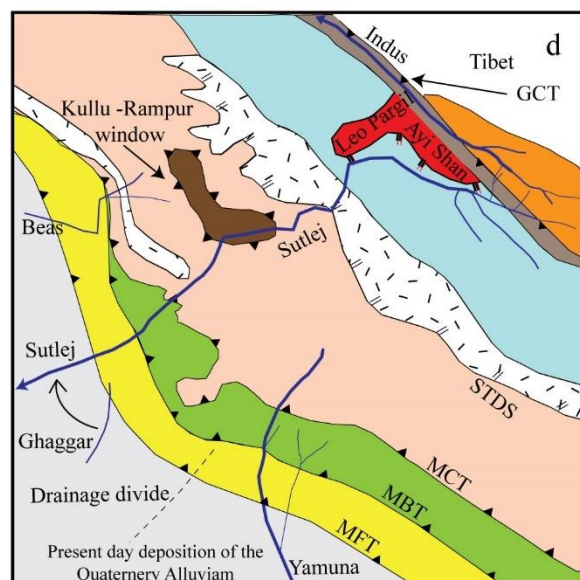 d
Indus
Tibet
GCT
Leo Pargil
Ayi Shan
Kullu -Rampur
window
Beas
Sutlej
Sutlej
Ghaggar
STDS
MCT
MBT
MFT
Drainage divide
Present day deposition of the
Quaternery Alluviam
Yamuna